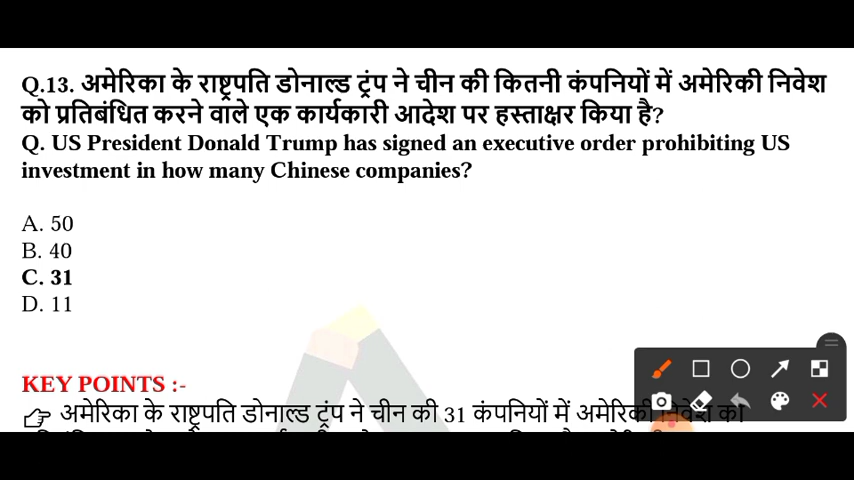 Q.13. अमेरिका के राष्ट्रपति डोनाल्ड ट्रंप ने चीन की कितनी कंपनियों में अमेरिकी निवेश
को प्रतिबंधित करने वाले एक कार्यकारी आदेश पर हस्ताक्षर किया है?
Q. US President Donald Trump has signed an executive order prohibiting US
investment in how many Chinese companies?
A. 50
B. 40
C. 31
D. 11
KEY POINTS :-
अमेरिका के राष्ट्रपति डोनाल्ड ट्रंप ने चीन की 31 कंपनियों में अमेरिकी निवेश को